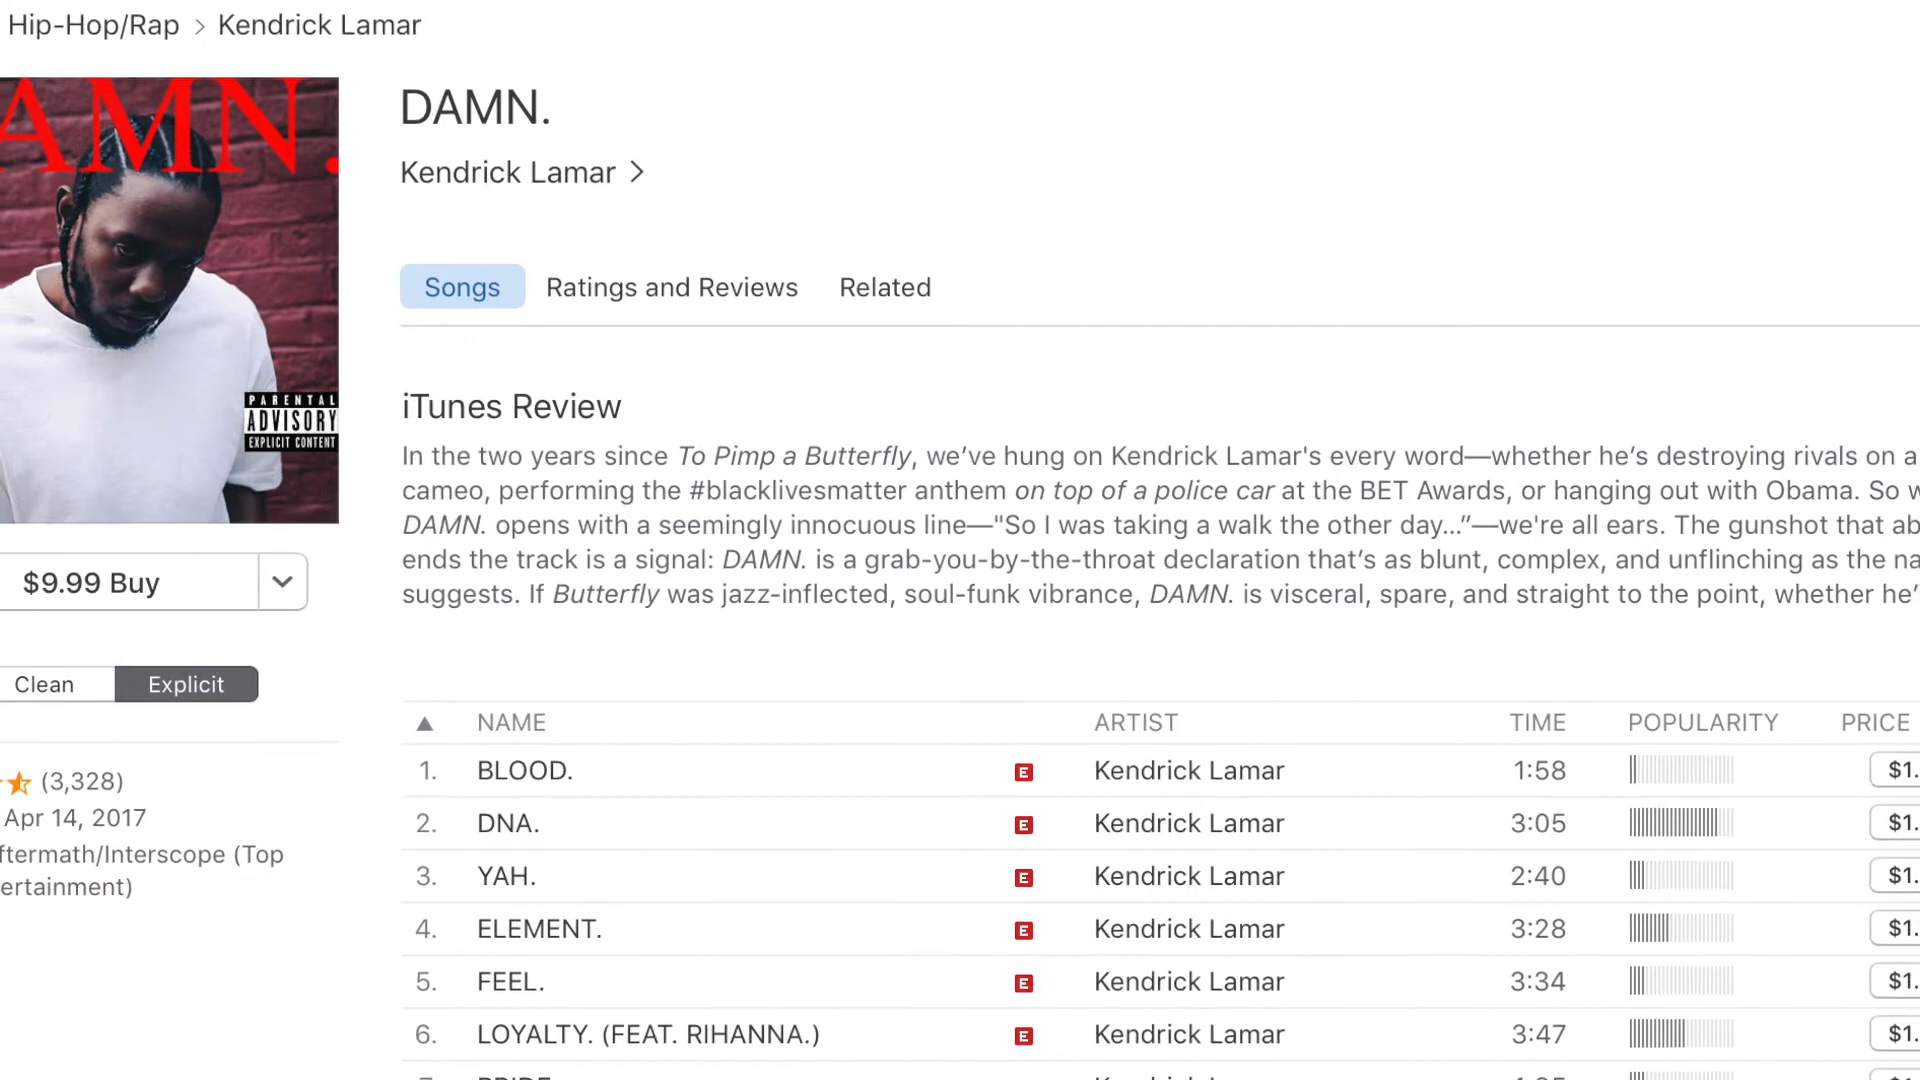 Hip-Hop/Rap > Kendrick Lamar
AMN.
PARENTAL
ADVISORY
EXPLICIT CONTENT
DAMN.
Kendrick Lamar >
Songs Ratings and Reviews Related
iTunes Review
In the two years since To Pimp a Butterfly, we’ve hung on Kendrick Lamar's every word—whether he’s destroying rivals on a
cameo, performing the #blacklivesmatter anthem on top of a police car at the BET Awards, or hanging out with Obama. So w
DAMN. opens with a seemingly innocuous line—"So I was taking a walk the other day…”—we're all ears. The gunshot that ab
ends the track is a signal: DAMN. is a grab-you-by-the-throat declaration that’s as blunt, complex, and unflinching as the na
suggests. If Butterfly was jazz-inflected, soul-funk vibrance, DAMN. is visceral, spare, and straight to the point, whether he’
$9.99 Buy
Clean Explicit
(3,328)
Apr 14, 2017
ftermath/Interscope (Top
ertainment)
▲ NAME ARTIST TIME POPULARITY PRICE
1. BLOOD. E Kendrick Lamar 1:58 $1.
2. DNA. E Kendrick Lamar 3:05 $1.
3. YAH. E Kendrick Lamar 2:40 $1.
4. ELEMENT. E Kendrick Lamar 3:28 $1.
5. FEEL. E Kendrick Lamar 3:34 $1.
6. LOYALTY. (FEAT. RIHANNA.) E Kendrick Lamar 3:47 $1.